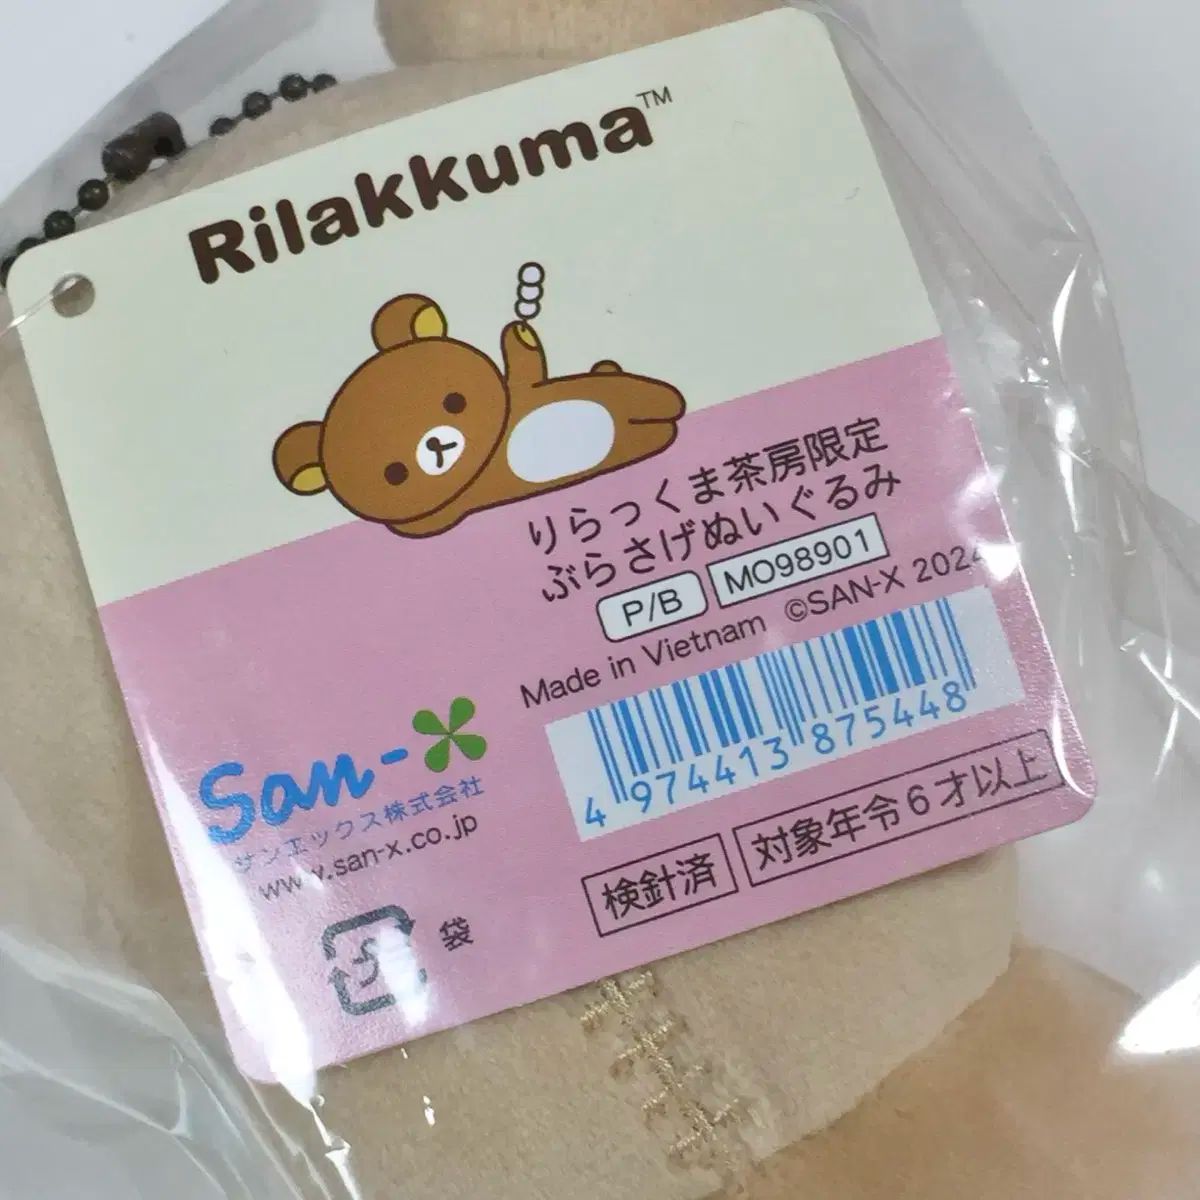 Rilakkuma™
りらっくま茶房限定
ぶらさげぬいぐるみ
P/B MO98901
Made in Vietnam ©SAN-X 2024
4 974413 875448
San-X
サンエックス株式会社
www.san-x.co.jp
袋
検針済 対象年令6才以上